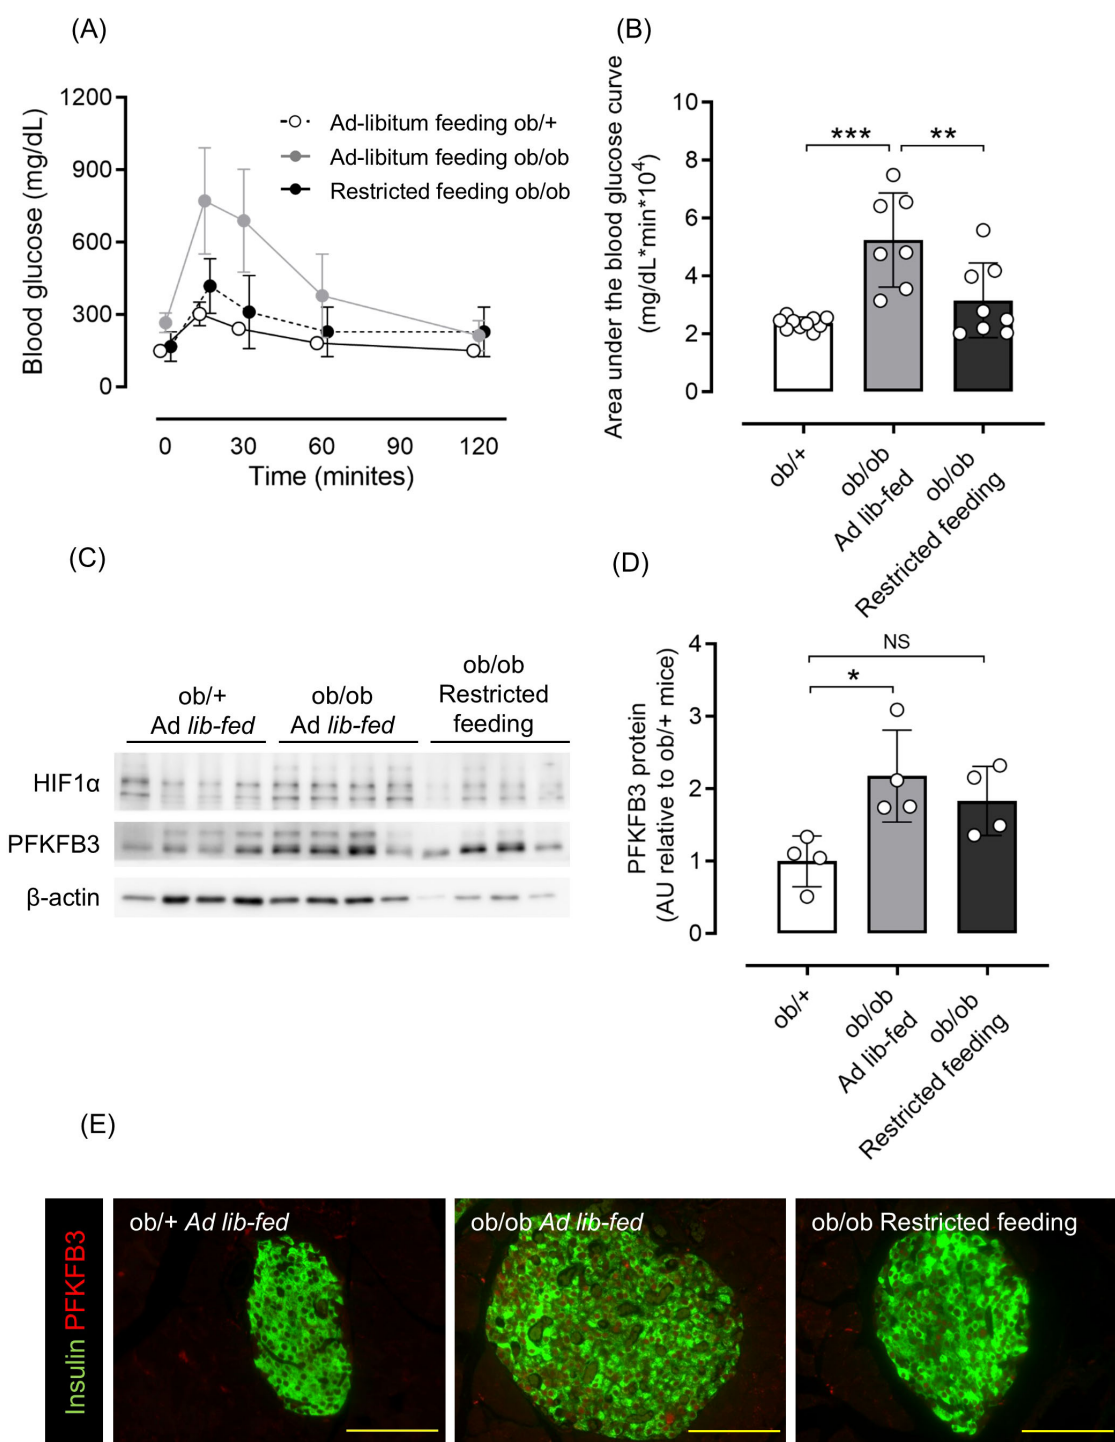 (A)
1200
900
600
300
0
Blood glucose (mg/dL)
Ad-libitum feeding ob/+
Ad-libitum feeding ob/ob
Restricted feeding ob/ob
0 30 60 90 120
Time (minites)
(B)
Area under the blood glucose curve
(mg/dL*min*10^4)
10
8
6
4
2
0
*** **
ob/+
ob/ob
Ad lib-fed
ob/ob
Restricted feeding
(C)
ob/+
Ad lib-fed
ob/ob
Ad lib-fed
ob/ob
Restricted
feeding
HIF1α
PFKFB3
β-actin
(D)
PFKFB3 protein
(AU relative to ob/+ mice)
4
3
2
1
0
NS
*
ob/+
ob/ob
Ad lib-fed
ob/ob
Restricted feeding
(E)
Insulin PFKFB3
ob/+ Ad lib-fed
ob/ob Ad lib-fed
ob/ob Restricted feeding